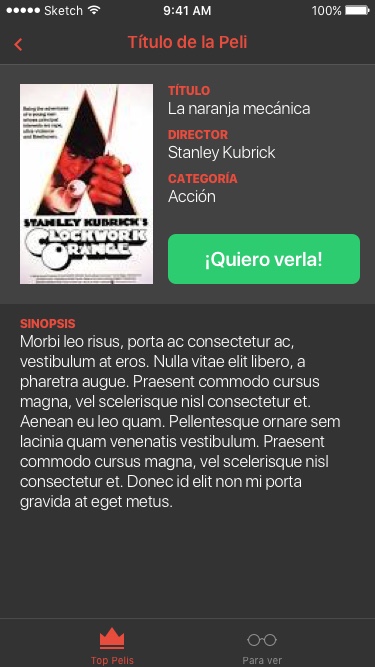 Sketch 9:41 AM 100%
Título de la Peli
TÍTULO
La naranja mecánica
DIRECTOR
Stanley Kubrick
CATEGORÍA
Acción
¡Quiero verla!
Being the adventures
of a young man
whose principal
interests are rape,
ultra-violence
and Beethoven.
STANLEY KUBRICK'S
CLOCKWORK
ORANGE
SINOPSIS
Morbi leo risus, porta ac consectetur ac,
vestibulum at eros. Nulla vitae elit libero, a
pharetra augue. Praesent commodo cursus
magna, vel scelerisque nisl consectetur et.
Aenean eu leo quam. Pellentesque ornare sem
lacinia quam venenatis vestibulum. Praesent
commodo cursus magna, vel scelerisque nisl
consectetur et. Donec id elit non mi porta
gravida at eget metus.
Top Pelis
Para ver